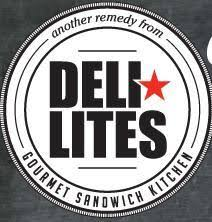 another remedy from
DELI
LITES
GOURMET SANDWICH KITCHEN